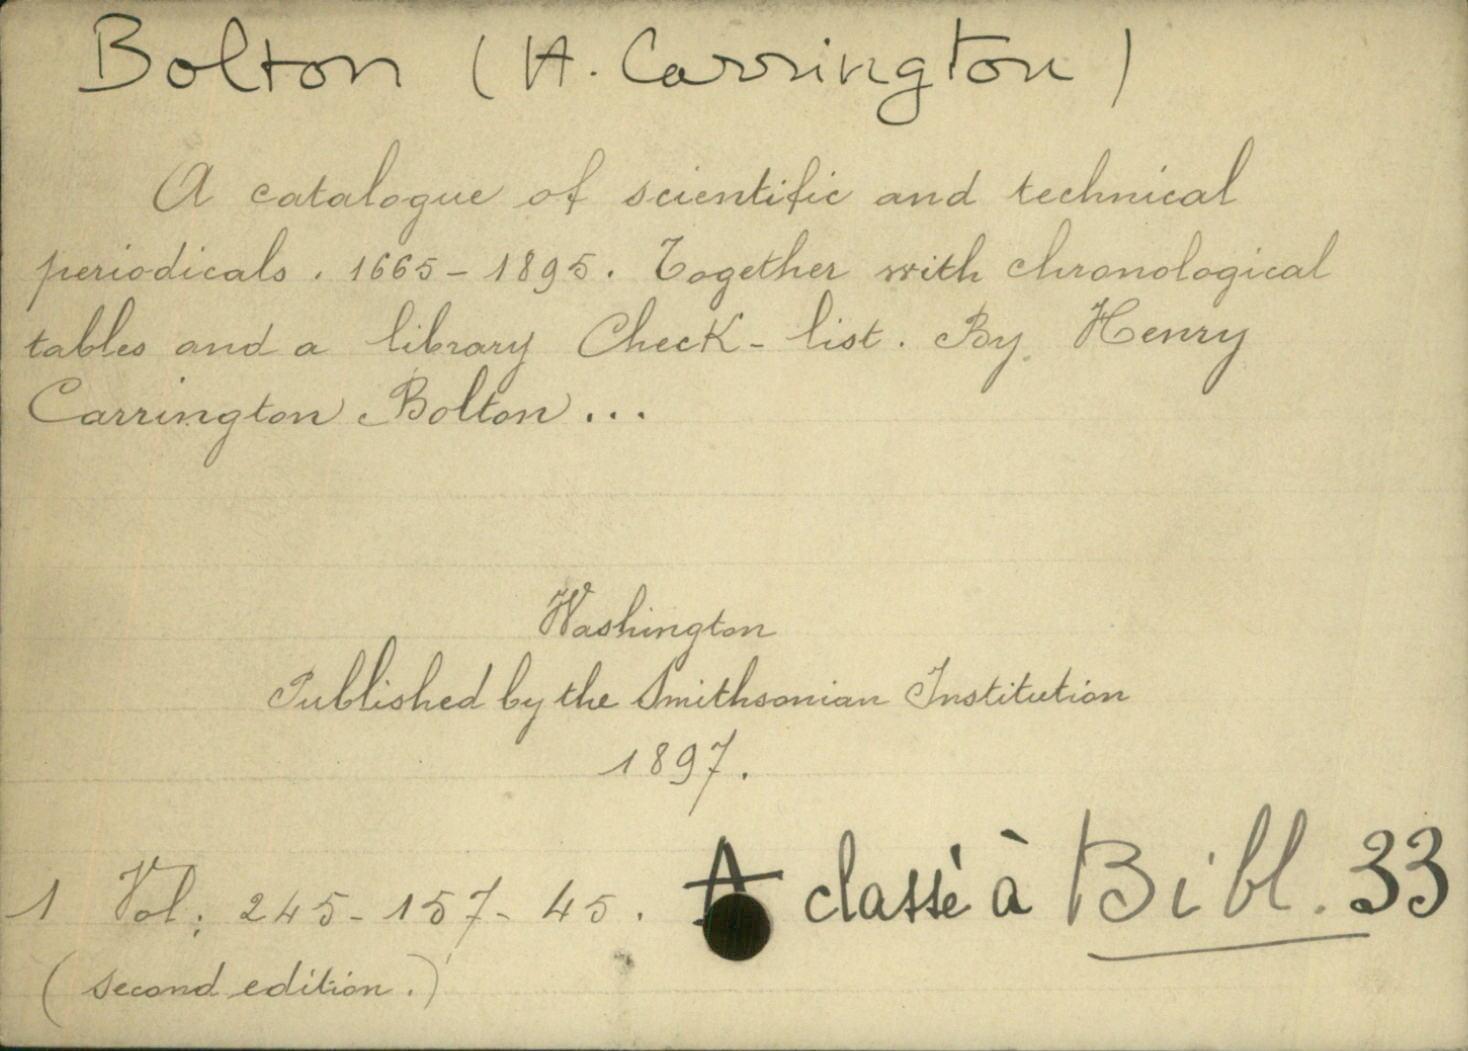 Bolton (H. Carrington)
A catalogue of scientific and technical
periodicals. 1665-1895. Together with chronological
tables and a library Check-list. By Henry
Carrington Bolton...
Washington
Published by the Smithsonian Institution
1897.
1 Vol: 245-157-45. A classé à Bibl. 33
(second edition.)